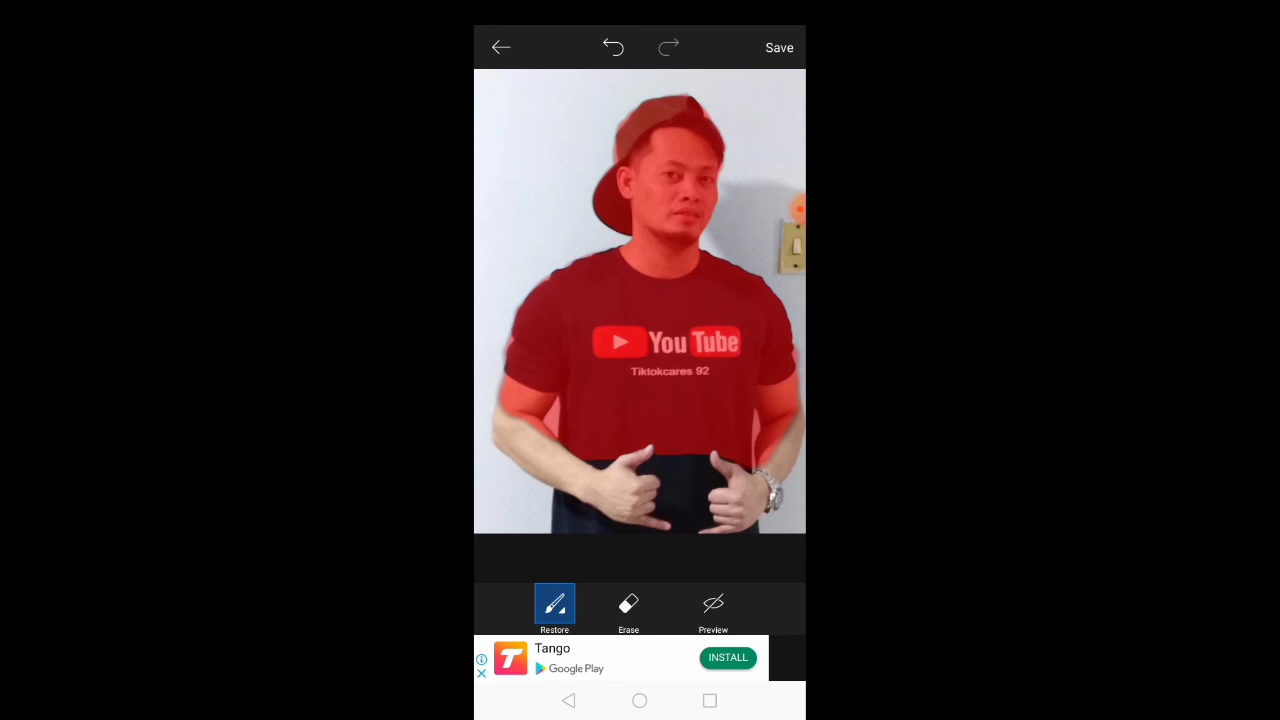 Save
YouTube
Tiktokcares 92
Restore
Erase
Preview
Tango
Google Play
INSTALL